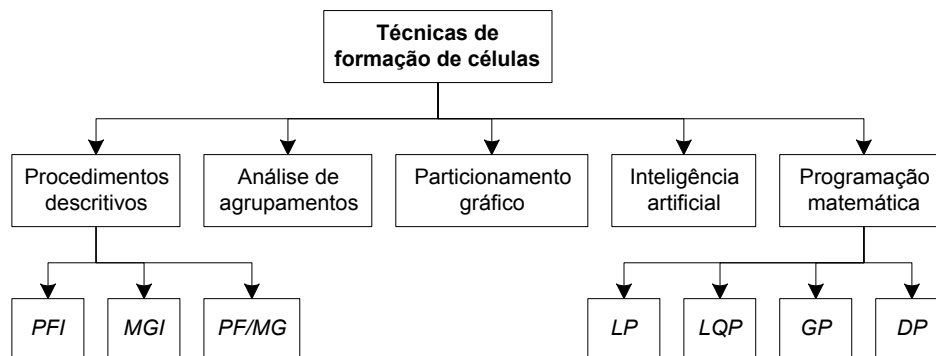 Técnicas de
formação de células
Procedimentos
descritivos
Análise de
agrupamentos
Particionamento
gráfico
Inteligência
artificial
Programação
matemática
PFI
MGI
PF/MG
LP
LQP
GP
DP